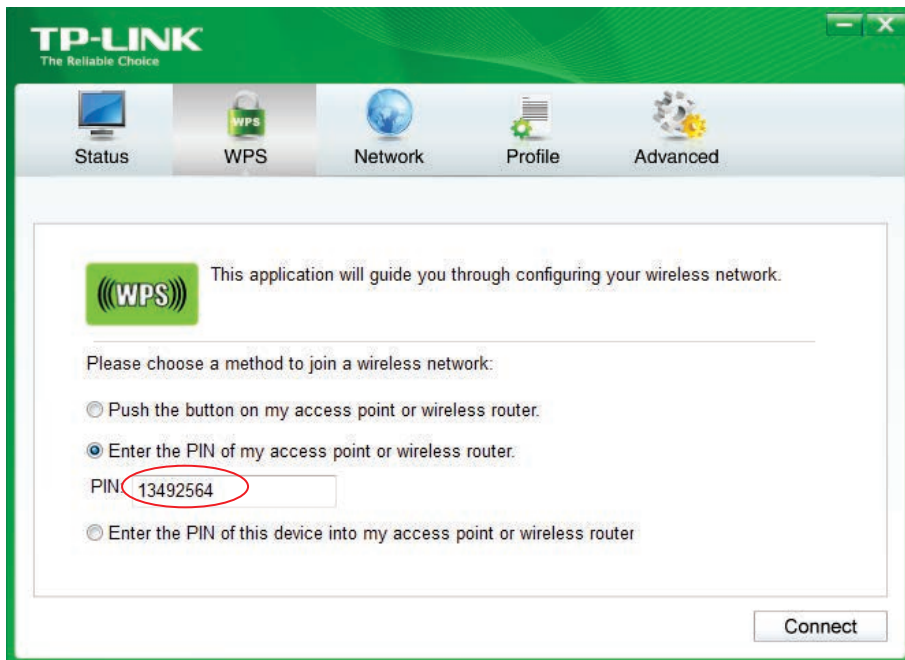 TP-LINK
The Reliable Choice
Status WPS Network Profile Advanced
WPS
(((WPS)))
This application will guide you through configuring your wireless network.
Please choose a method to join a wireless network:
Push the button on my access point or wireless router.
Enter the PIN of my access point or wireless router.
PIN: 13492564
Enter the PIN of this device into my access point or wireless router
Connect